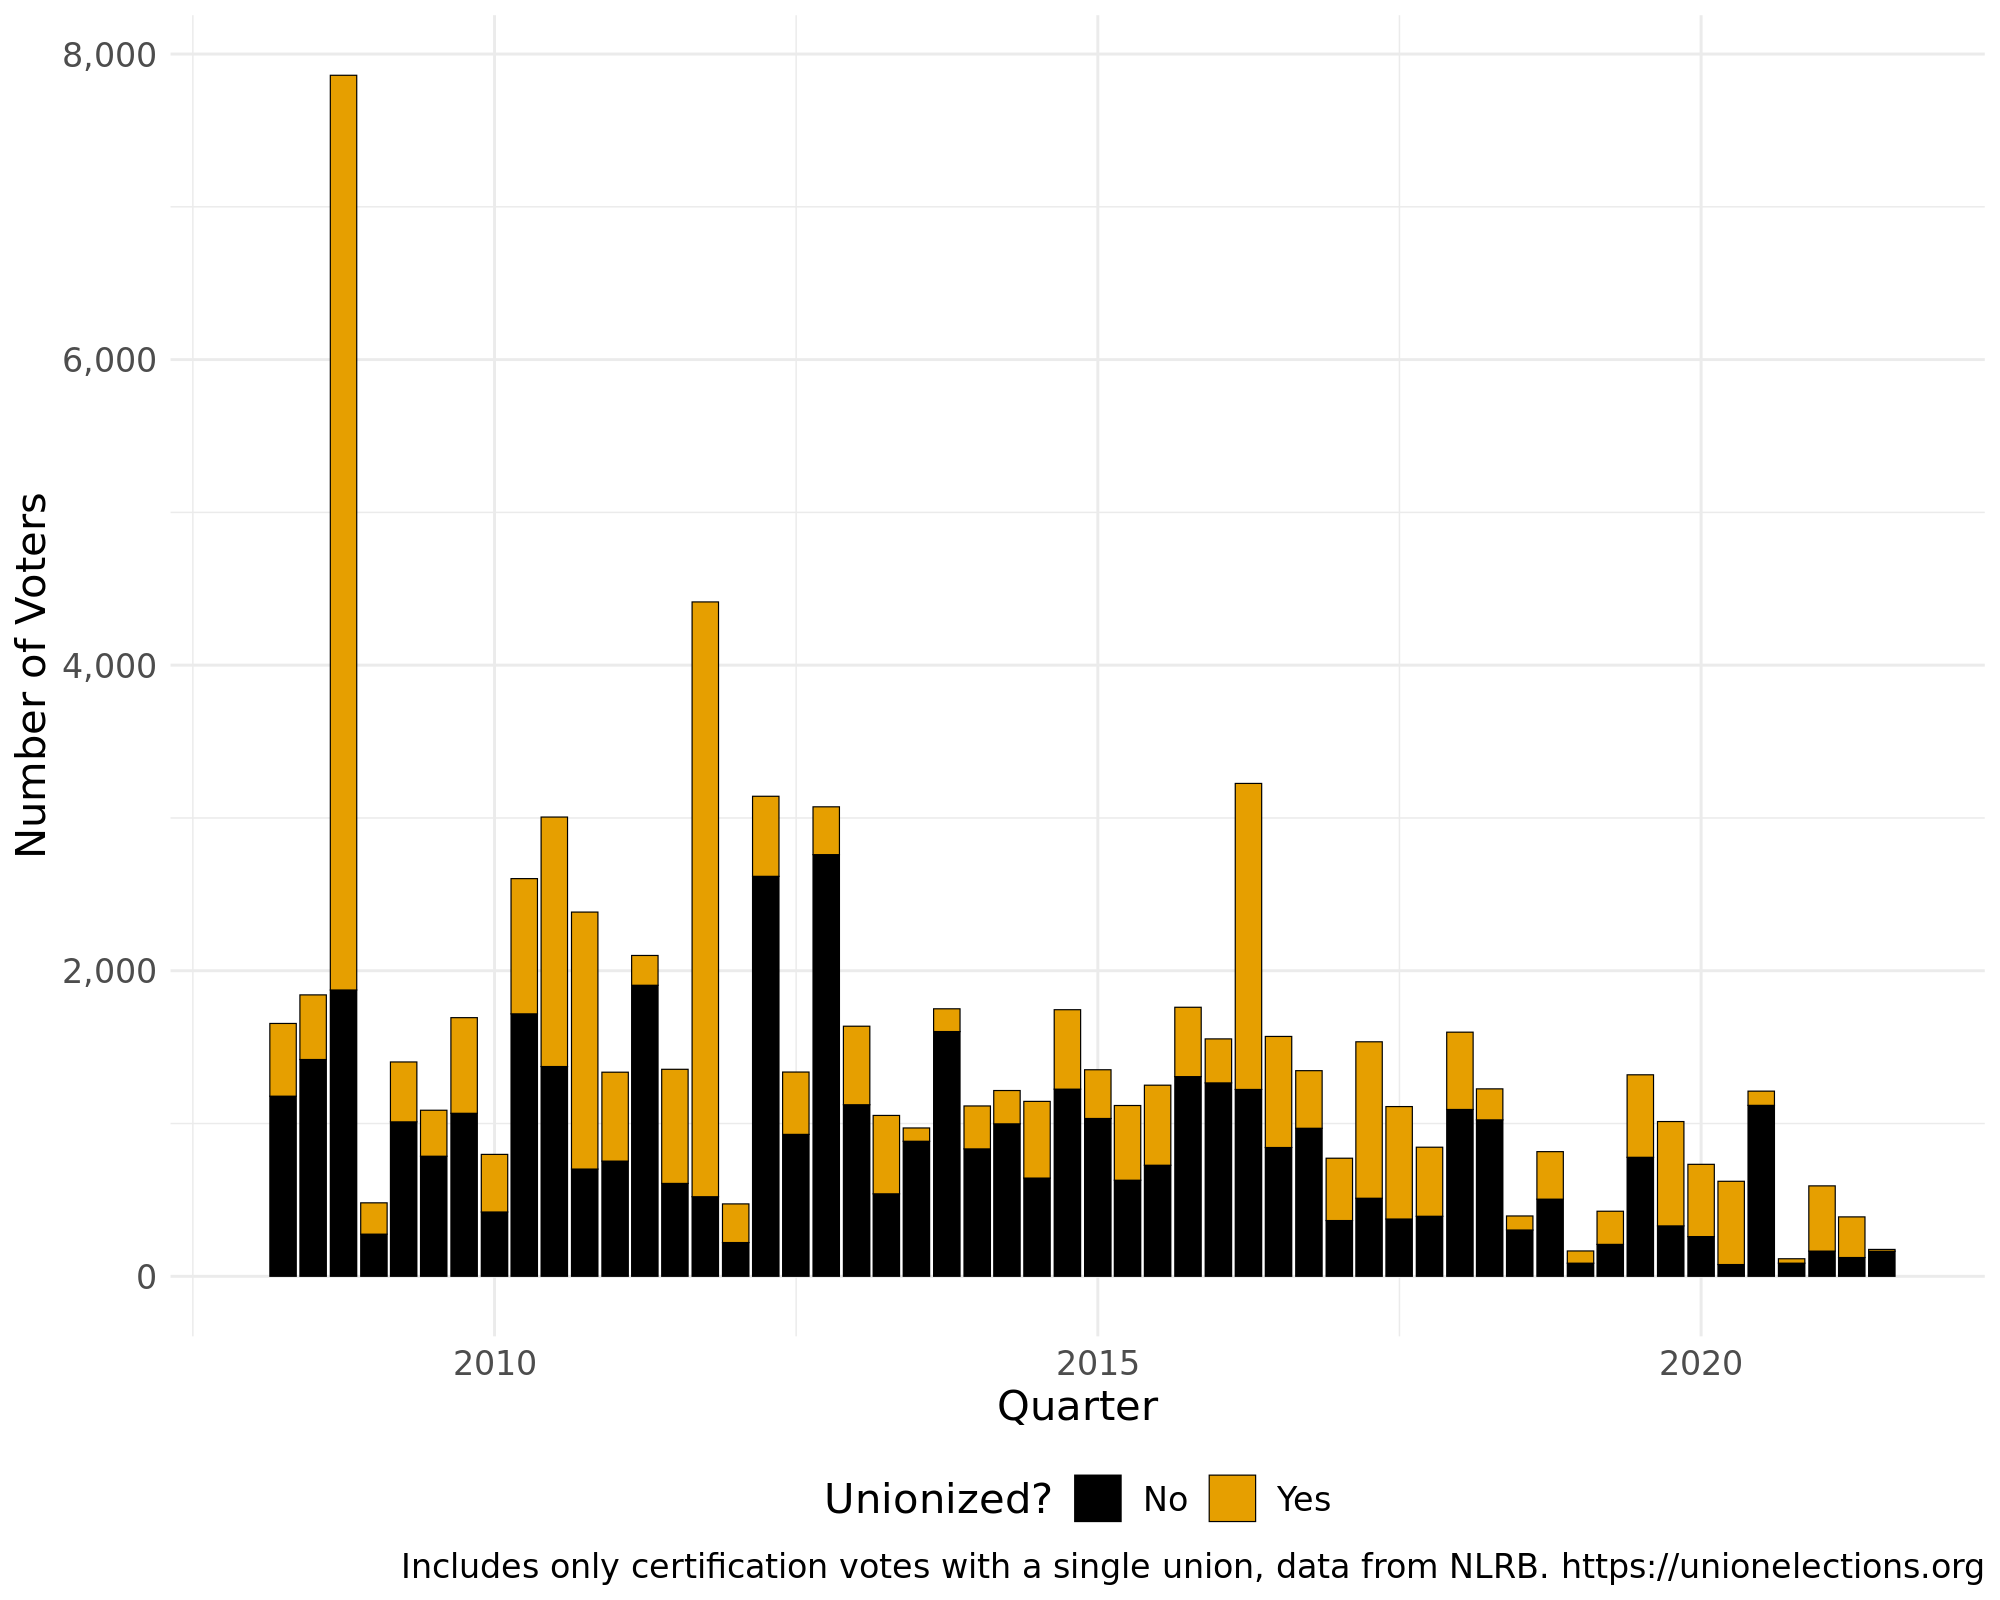 8,000
6,000
4,000
2,000
0
Number of Voters
2010 2015 2020
Quarter
Unionized? No Yes
Includes only certification votes with a single union, data from NLRB. https://unionelections.org